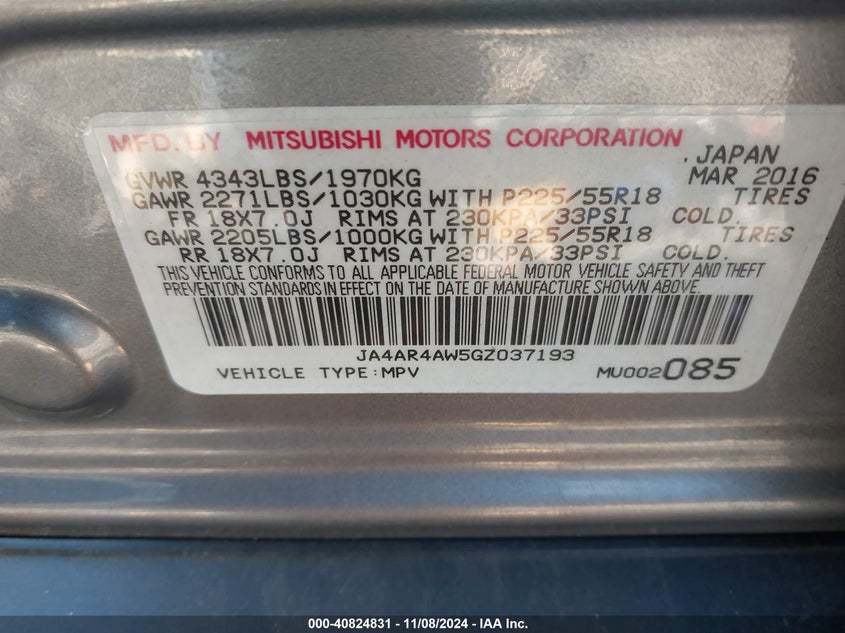 MFD. BY MITSUBISHI MOTORS CORPORATION
. JAPAN
GVWR 4343LBS/1970KG MAR 2016
GAWR 2271LBS/1030KG WITH P225/55R18 TIRES
FR 18X7.0J RIMS AT 230KPA/33PSI COLD.
GAWR 2205LBS/1000KG WITH P225/55R18 TIRES
RR 18X7.0J RIMS AT 230KPA/33PSI COLD.
THIS VEHICLE CONFORMS TO ALL APPLICABLE FEDERAL MOTOR VEHICLE SAFETY AND THEFT
PREVENTION STANDARDS IN EFFECT ON THE DATE OF MANUFACTURE SHOWN ABOVE.
JA4AR4AW5GZ037193
VEHICLE TYPE:MPV MU002085
000-40824831 - 11/08/2024 - IAA Inc.